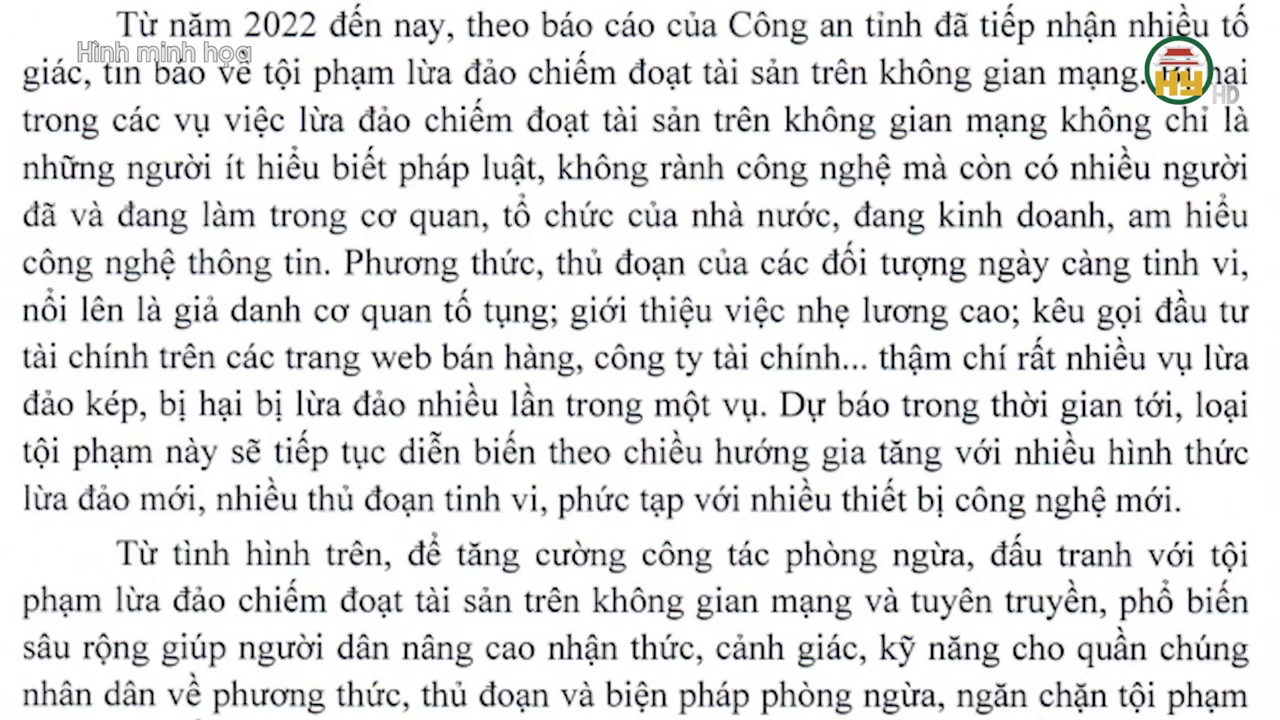 Từ năm 2022 đến nay, theo báo cáo của Công an tỉnh đã tiếp nhận nhiều tố
Hình minh họa
giác, tin báo về tội phạm lừa đảo chiếm đoạt tài sản trên không gian mạng. hại
HY
HD
trong các vụ việc lừa đảo chiếm đoạt tài sản trên không gian mạng không chỉ là
những người ít hiểu biết pháp luật, không rành công nghệ mà còn có nhiều người
đã và đang làm trong cơ quan, tổ chức của nhà nước, đang kinh doanh, am hiểu
công nghệ thông tin. Phương thức, thủ đoạn của các đối tượng ngày càng tinh vi,
nổi lên là giả danh cơ quan tố tụng; giới thiệu việc nhẹ lương cao; kêu gọi đầu tư
tài chính trên các trang web bán hàng, công ty tài chính... thậm chí rất nhiều vụ lừa
đảo kép, bị hại bị lừa đảo nhiều lần trong một vụ. Dự báo trong thời gian tới, loại
tội phạm này sẽ tiếp tục diễn biến theo chiều hướng gia tăng với nhiều hình thức
lừa đảo mới, nhiều thủ đoạn tinh vi, phức tạp với nhiều thiết bị công nghệ mới.
Từ tình hình trên, để tăng cường công tác phòng ngừa, đấu tranh với tội
phạm lừa đảo chiếm đoạt tài sản trên không gian mạng và tuyên truyền, phổ biến
sâu rộng giúp người dân nâng cao nhận thức, cảnh giác, kỹ năng cho quần chúng
nhân dân về phương thức, thủ đoạn và biện pháp phòng ngừa, ngăn chặn tội phạm